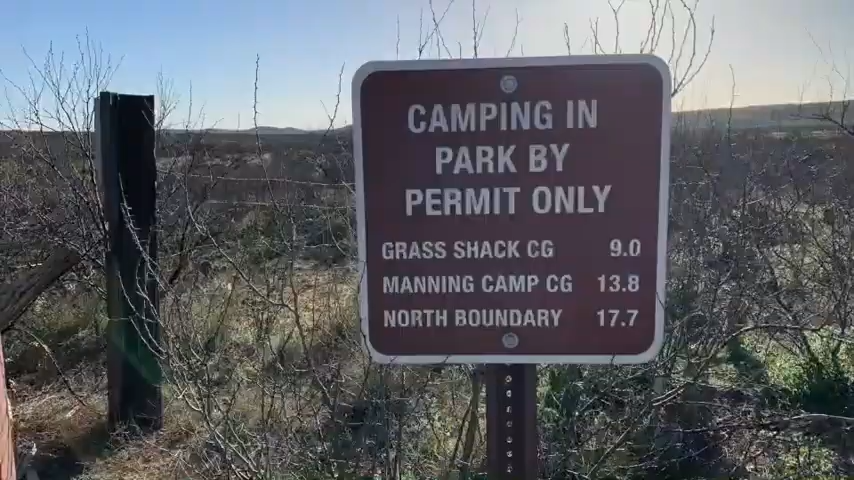 CAMPING IN
PARK BY
PERMIT ONLY
GRASS SHACK CG 9.0
MANNING CAMP CG 13.8
NORTH BOUNDARY 17.7